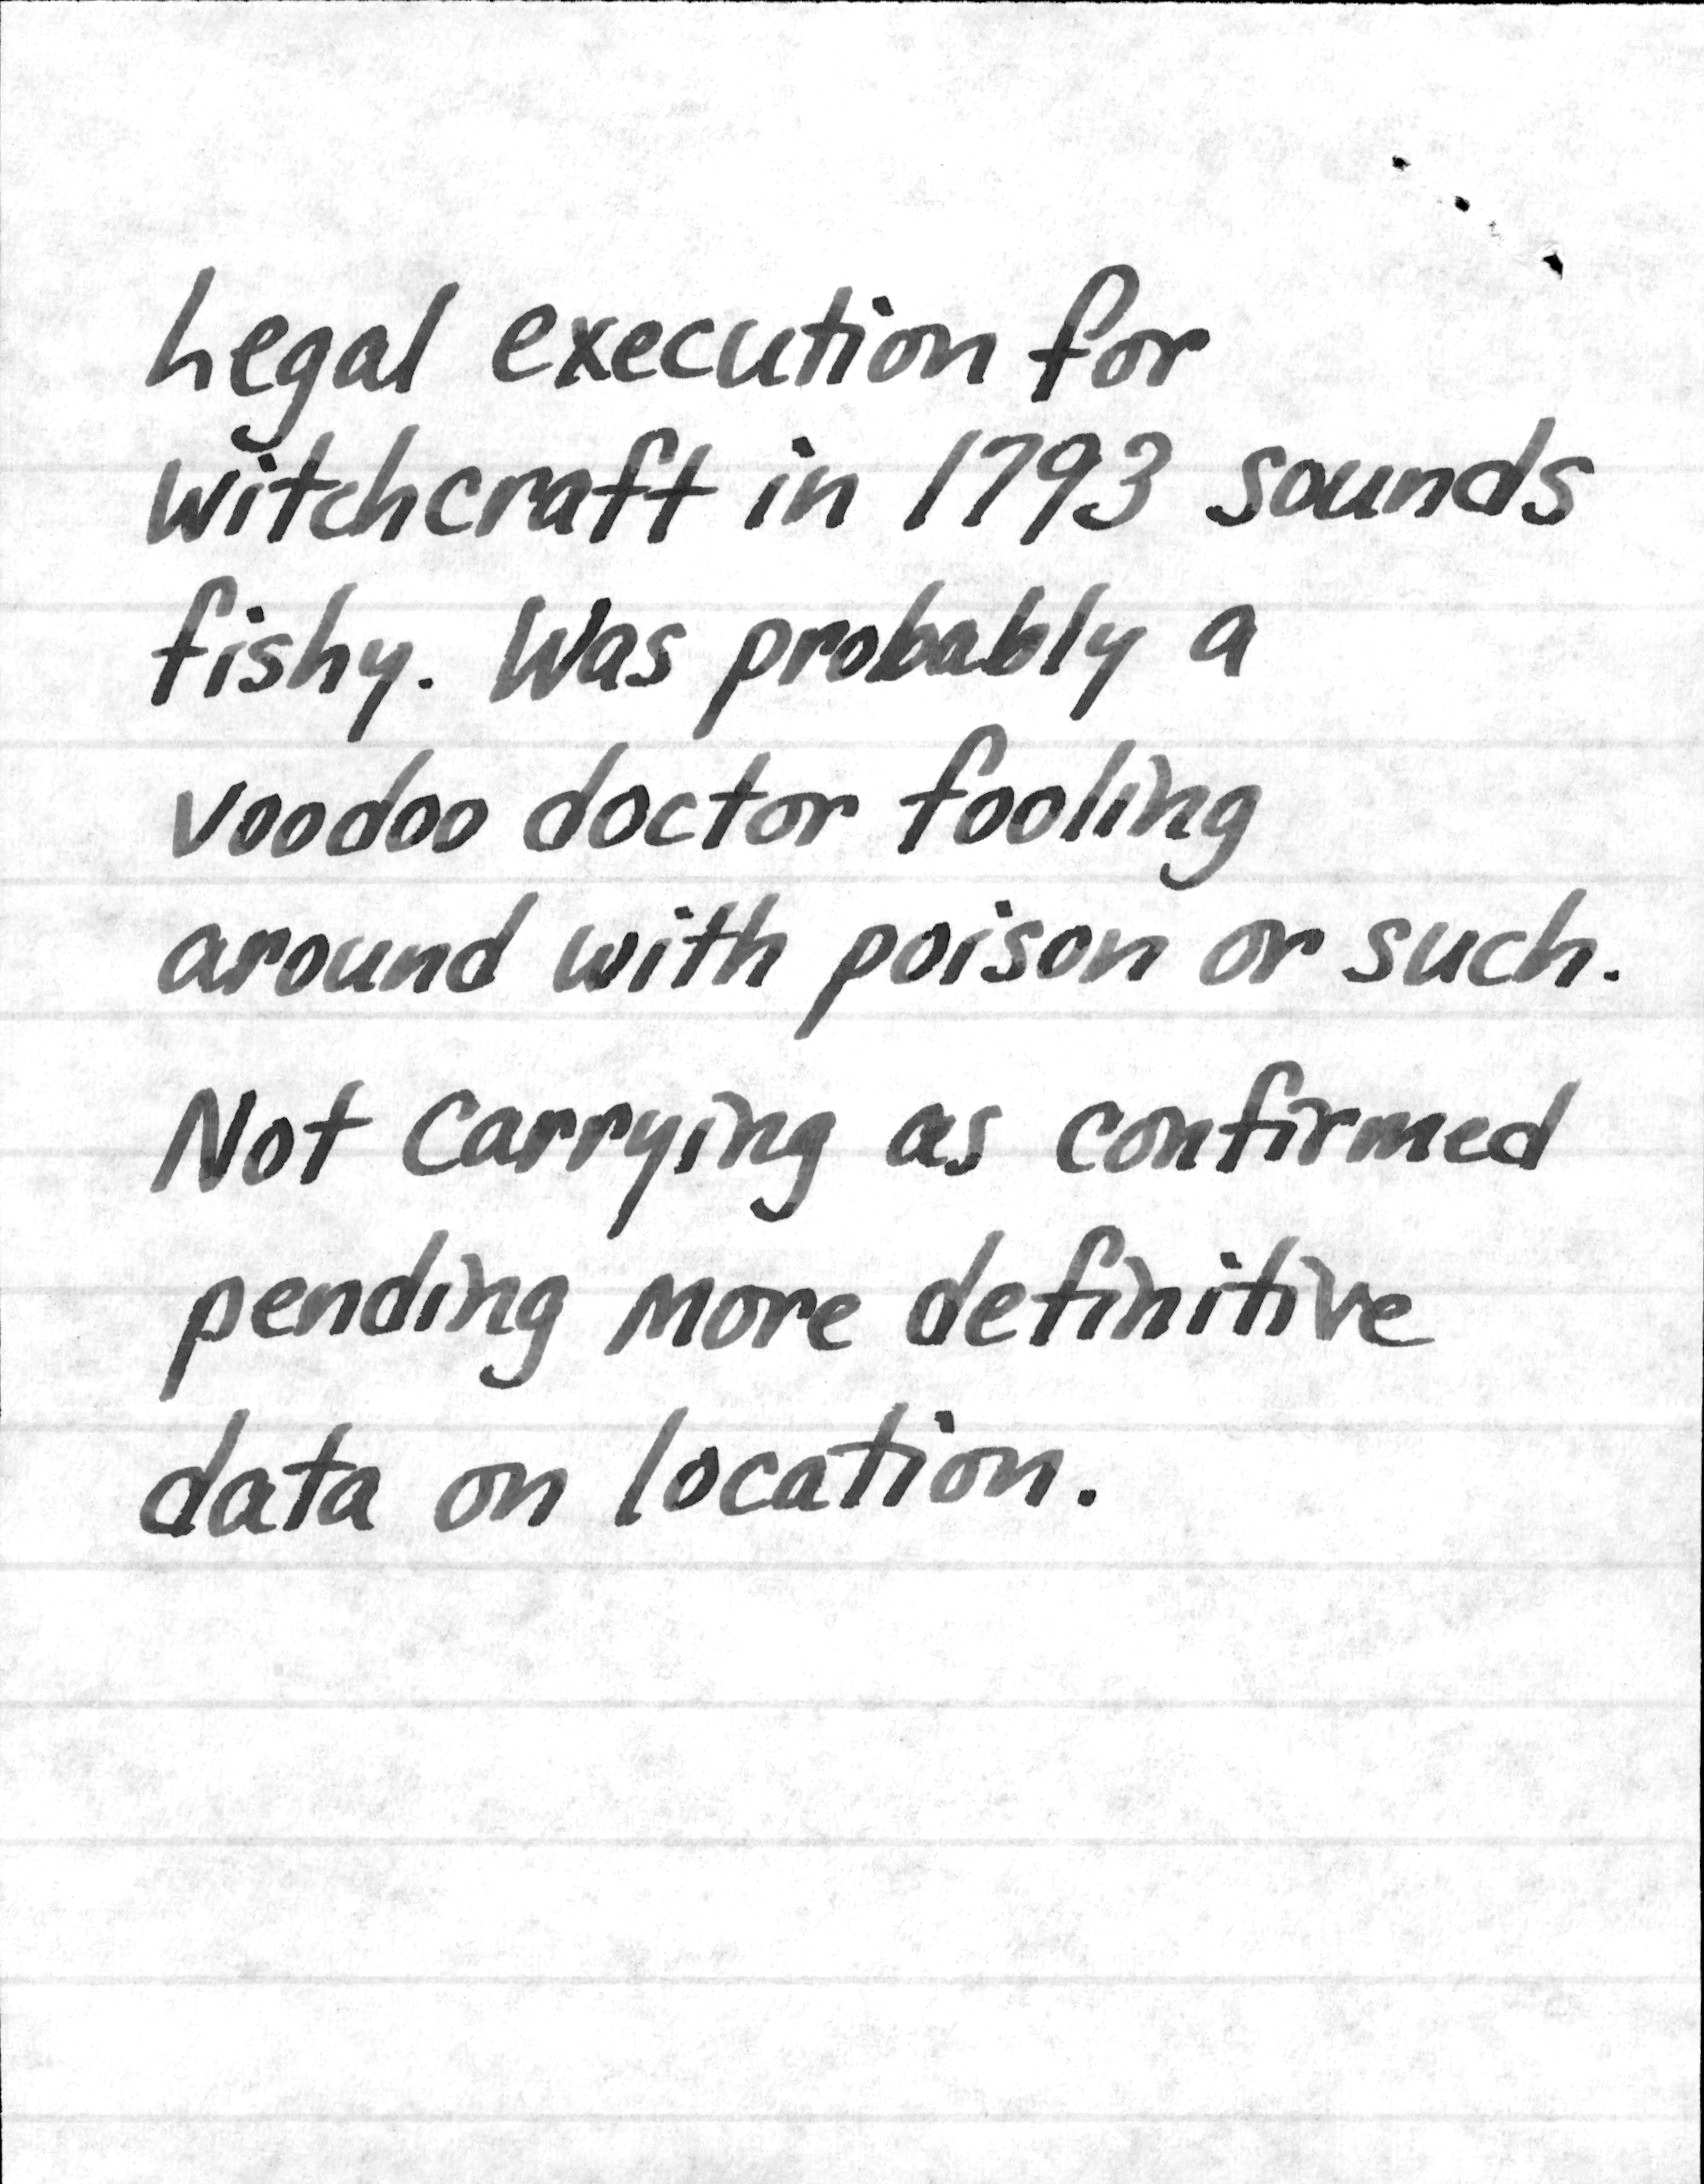 Legal execution for
witchcraft in 1793 sounds
fishy. Was probably a
voodoo doctor fooling
around with poison or such.
Not carrying as confirmed
pending more definitive
data on location.